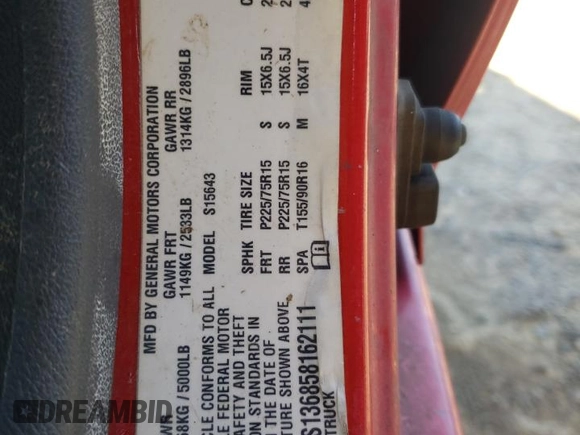 MFD BY GENERAL MOTORS CORPORATION
GAWR FRT GAWR RR
1149KG / 2533LB 1314KG / 2896LB
5000LB
CONFORMS TO ALL MODEL S15643
FEDERAL MOTOR
SAFETY AND THEFT SPHK TIRE SIZE RIM
STANDARDS IN FRT P225/75R15 S 15X6.5J
THE DATE OF RR P225/75R15 S 15X6.5J
SHOWN ABOVE SPA T155/90R16 M 16X4T
S136858162111
TRUCK
DREAMBID